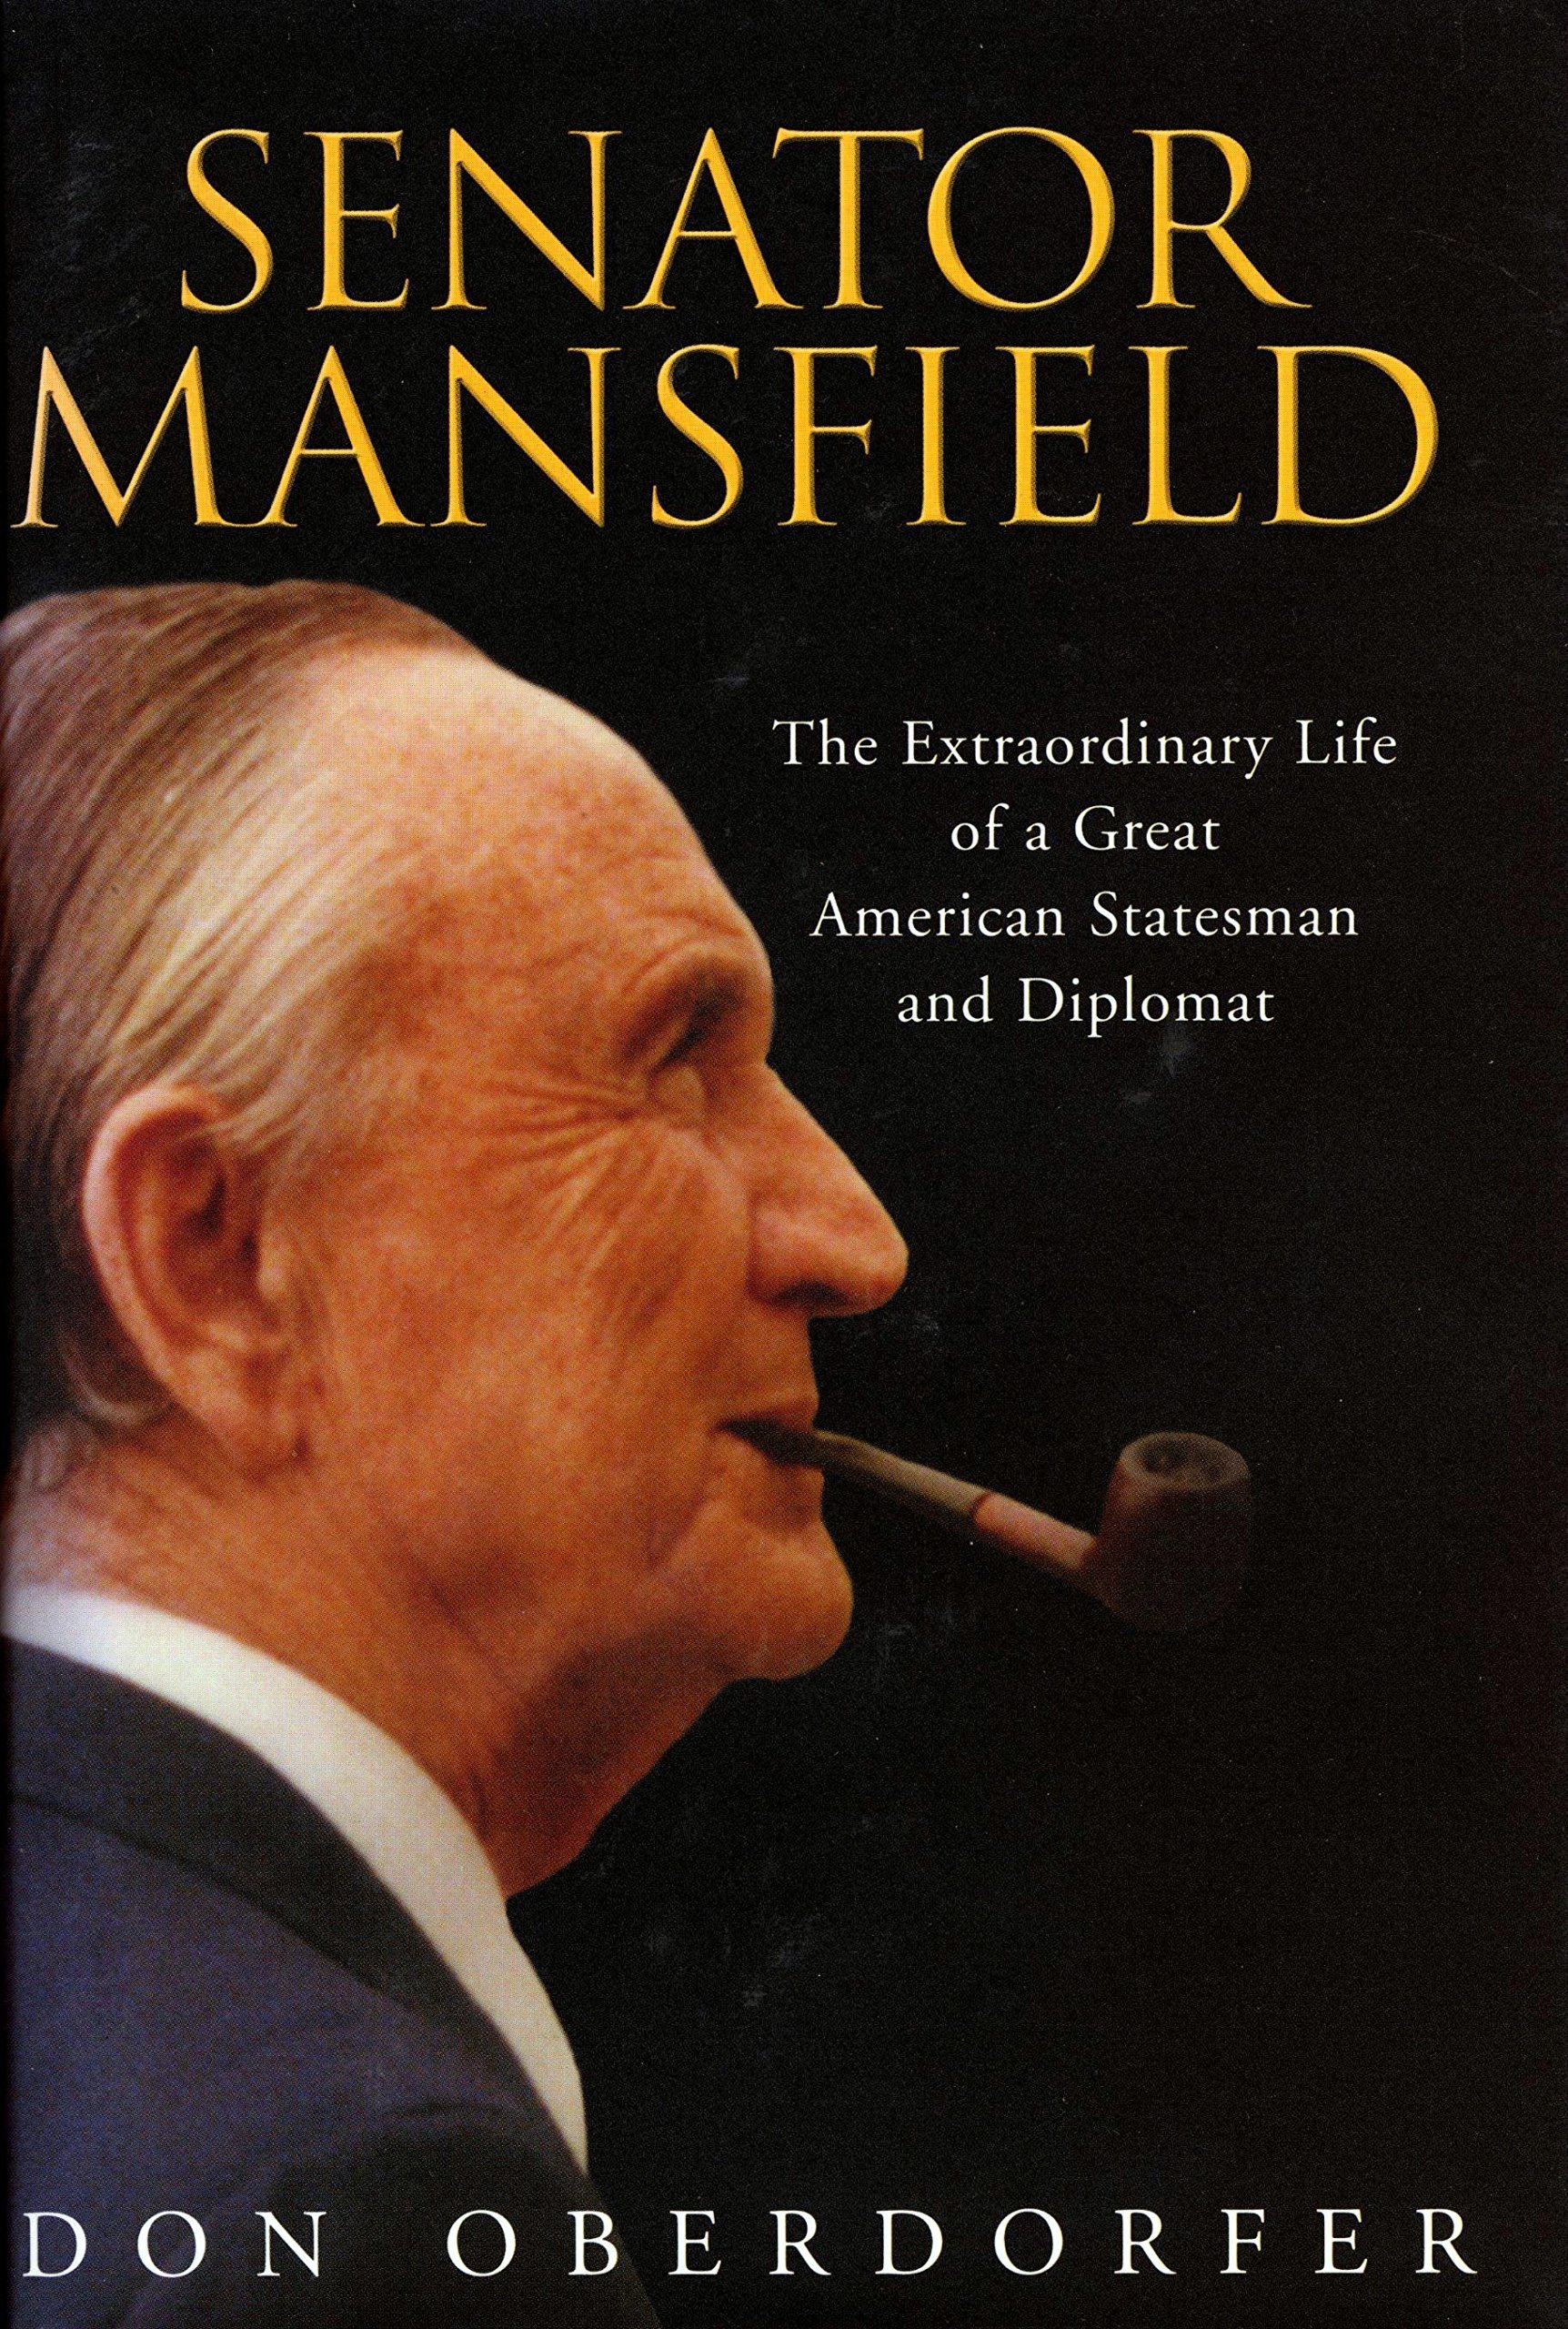 SENATOR
MANSFIELD
The Extraordinary Life
of a Great
American Statesman
and Diplomat
DON OBERDORFER